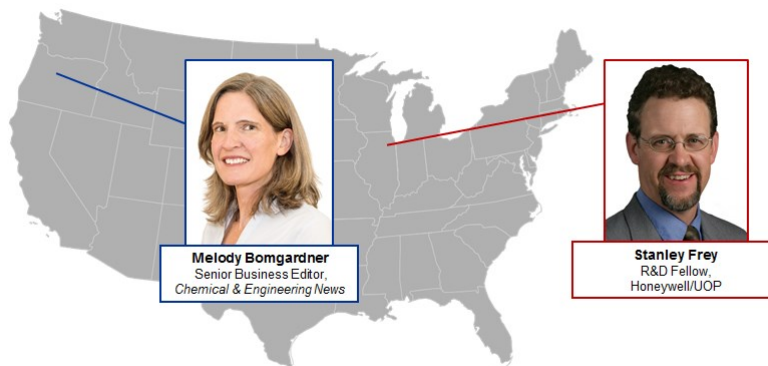 Melody Bomgardner
Senior Business Editor,
Chemical & Engineering News
Stanley Frey
R&D Fellow,
Honeywell/UOP